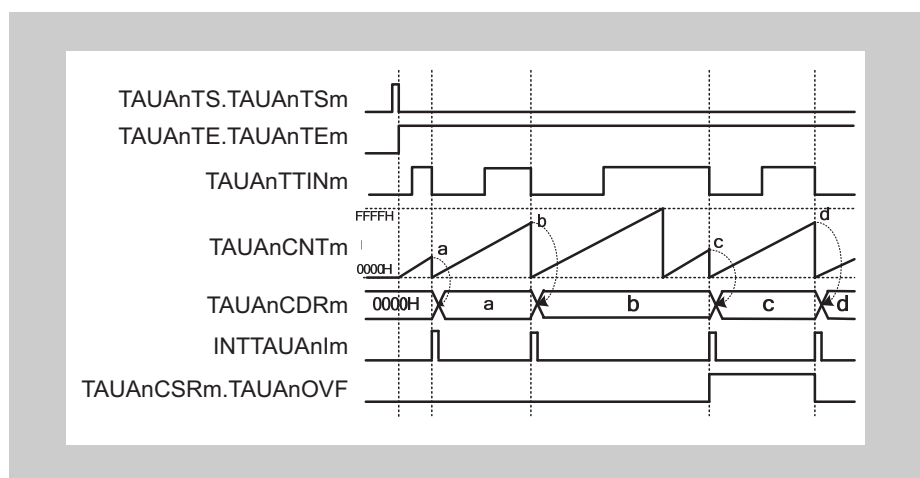 TAUAnTS.TAUAnTSm
TAUAnTE.TAUAnTEm
TAUAnTTINm
FFFFH
TAUAnCNTm
0000H
a
b
c
d
TAUAnCDRm
0000H a b c d
INTTAUAnIm
TAUAnCSRm.TAUAnOVF